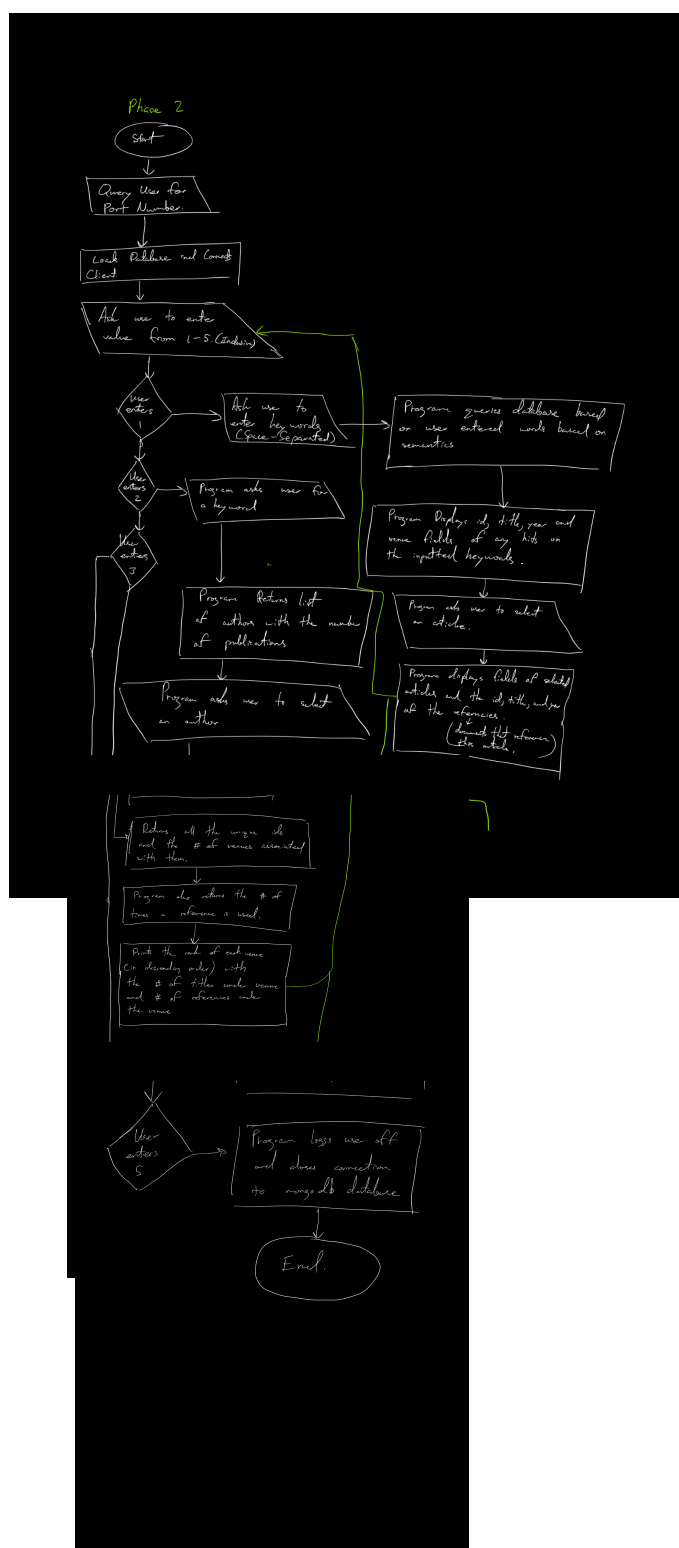 Phase 2
Start
Query User for
Port Number.
Loads Database and Connects
Client.
Ask use to enter
value from 1-5. (Inclusive)
User
enters
1
Ask use to
enter keywords
(Space-Separated)
Program queries database based
on user entered words based on
semantics
User
enters
2
Program asks user for
a keyword
Program Displays id, title, year and
venue fields of any hits on
the inputted keywords.
User
enters
3
Program Returns list
of authors with the number
of publications
Program asks user to select
an article.
Program asks user to select
an author
Program displays fields of selected
articles and the id, title, and year
of the refrencies.
(documents that reference
this article.)
Returns all the unique ids
and the # of venues associated
with them.
Program also returns the # of
times a reference is used.
Prints the rank of each venue
(in descending order) with
the # of titles under venue
and # of references under
the venue
User
enters
5
Program loggs user off
and closes connection
to mongodb database
End.